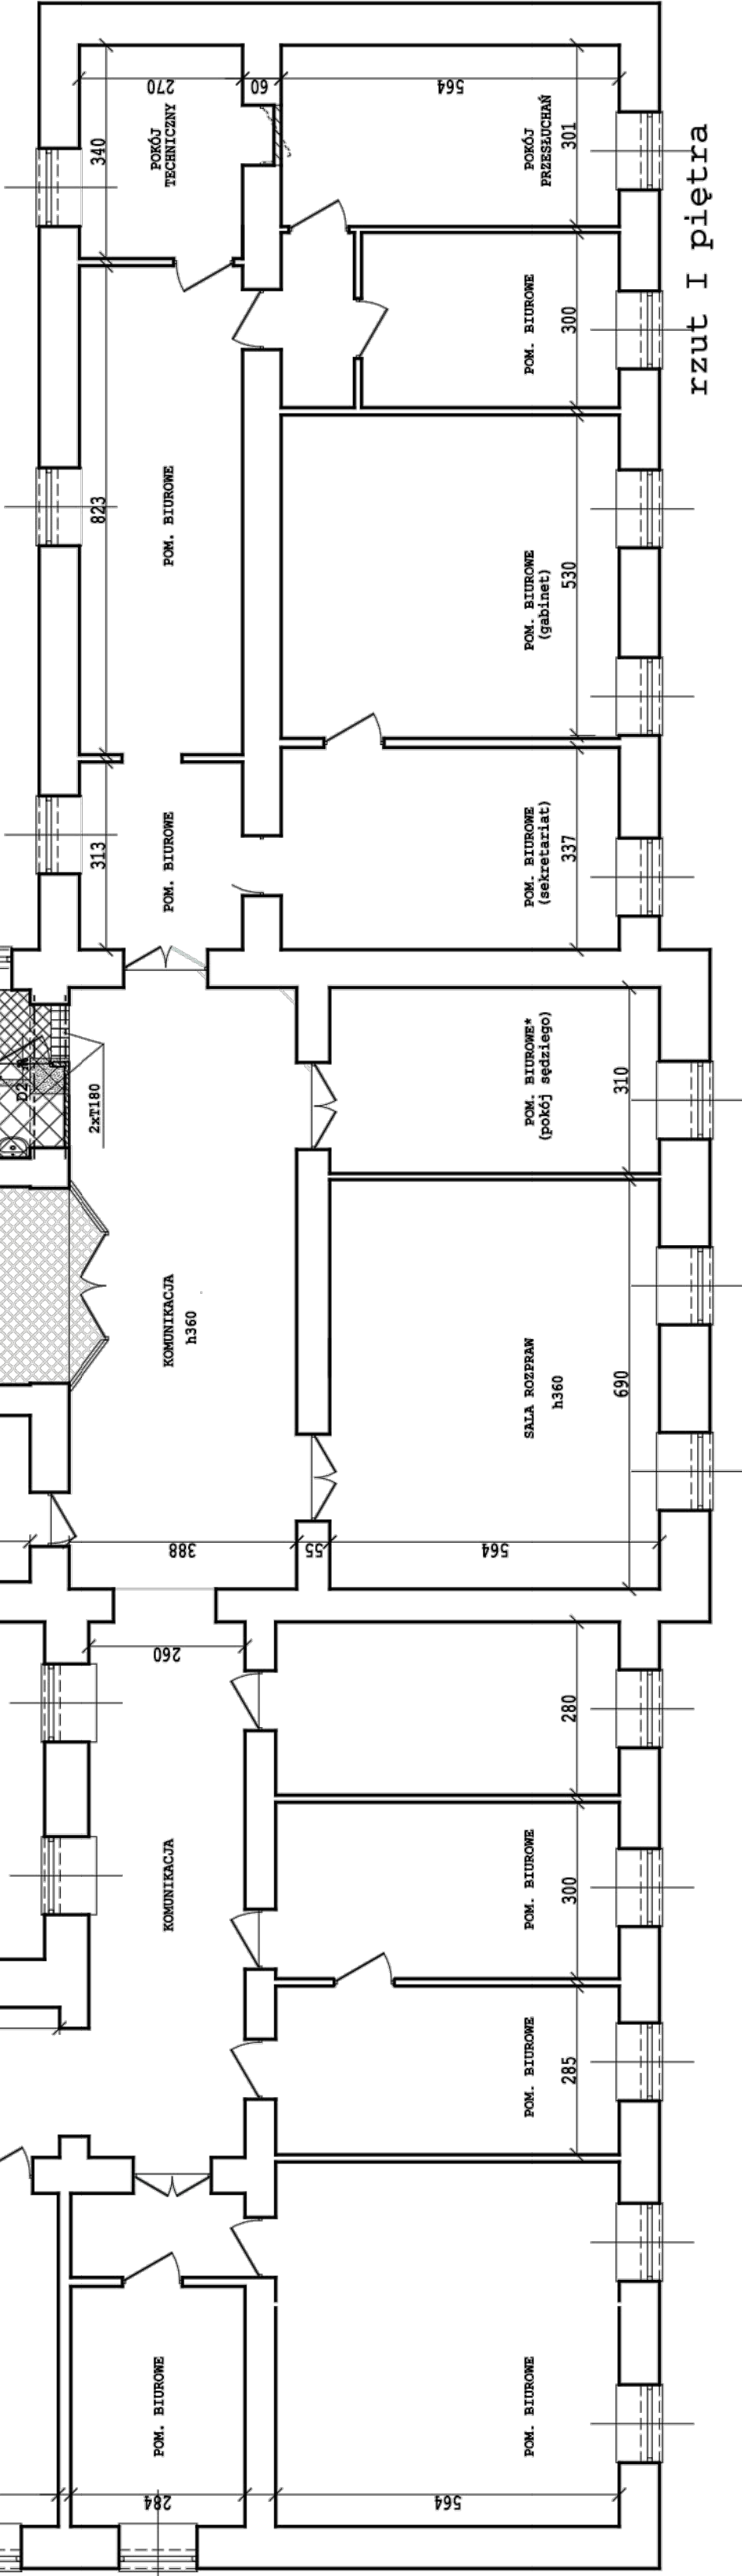 270
60
564
340
POKÓJ
TECHNICZNY
POKÓJ
PRZESŁUCHAŃ
301
rzut I piętra
POM. BIUROWE
300
823
POM. BIUROWE
POM. BIUROWE
(gabinet)
530
313
POM. BIUROWE
POM. BIUROWE
(sekretariat)
337
D2
2xT180
POM. BIUROWE*
(pokój sędziego)
310
KOMUNIKACJA
h360
SALA ROZPRAW
h360
690
388
55
564
260
280
KOMUNIKACJA
POM. BIUROWE
300
POM. BIUROWE
285
POM. BIUROWE
POM. BIUROWE
284
564